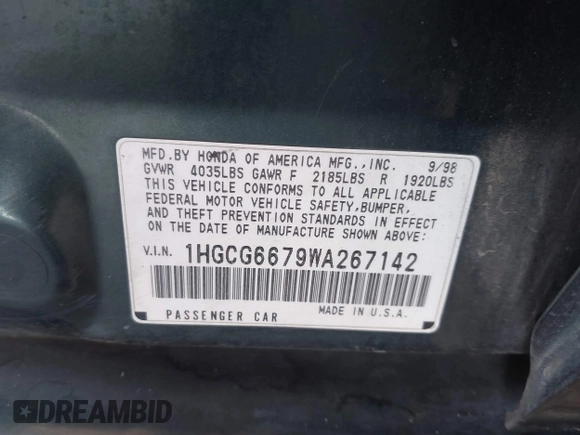 MFD.BY HONDA OF AMERICA MFG.,INC. 9/98
GVWR 4035LBS GAWR F 2185LBS R 1920LBS
THIS VEHICLE CONFORMS TO ALL APPLICABLE
FEDERAL MOTOR VEHICLE SAFETY,BUMPER,
AND THEFT PREVENTION STANDARDS IN EFFECT
ON THE DATE OF MANUFACTURE SHOWN ABOVE:
V.I.N. 1HGCG6679WA267142
PASSENGER CAR MADE IN U.S.A.
DREAMBID